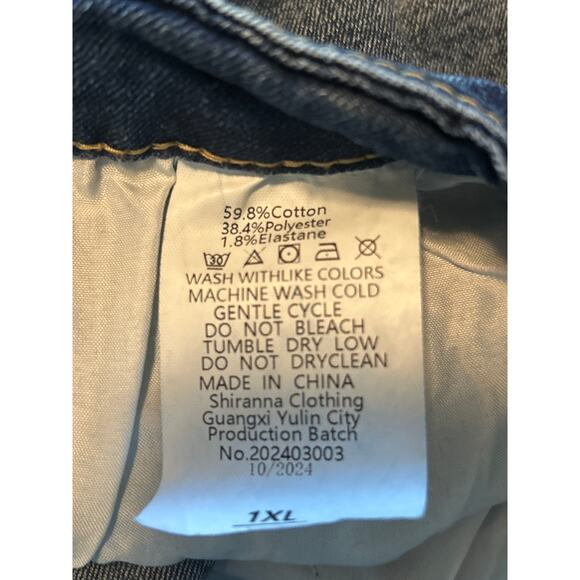 59.8%Cotton
38.4%Polyester
1.8%Elastane
30
WASH WITHLIKE COLORS
MACHINE WASH COLD
GENTLE CYCLE
DO NOT BLEACH
TUMBLE DRY LOW
DO NOT DRYCLEAN
MADE IN CHINA
Shiranna Clothing
Guangxi Yulin City
Production Batch
No.202403003
10/2024
1XL